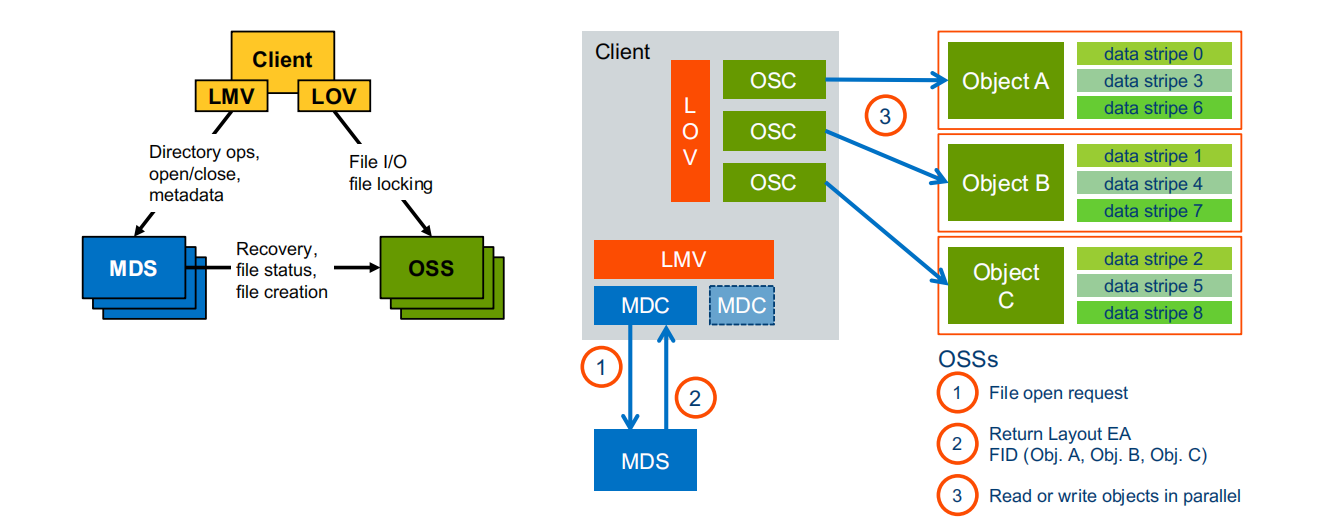 Client
LMV
LOV
Directory ops,
open/close,
metadata
File I/O
file locking
MDS
Recovery,
file status,
file creation
OSS
Client
L
O
V
OSC
OSC
OSC
LMV
MDC
MDC
1
2
MDS
3
Object A
data stripe 0
data stripe 3
data stripe 6
Object B
data stripe 1
data stripe 4
data stripe 7
Object
C
data stripe 2
data stripe 5
data stripe 8
OSSs
1 File open request
2 Return Layout EA
FID (Obj. A, Obj. B, Obj. C)
3 Read or write objects in parallel